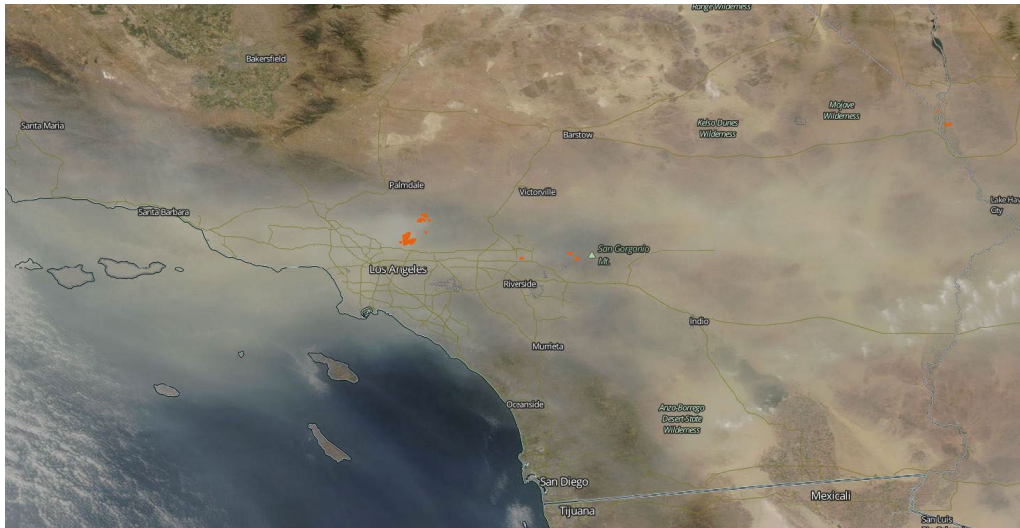 Range Wilderness
Bakersfield
Mojave
Wilderness
Santa Maria
Kelso Dunes
Wilderness
Barstow
Palmdale
Victorville
Lake Hav
City
Santa Barbara
San Gorgonio
Mt.
Los Angeles
Riverside
Indio
Murrieta
Oceanside
Anza-Borrego
Desert-State
Wilderness
San Diego
Mexicali
Tijuana
San Luis